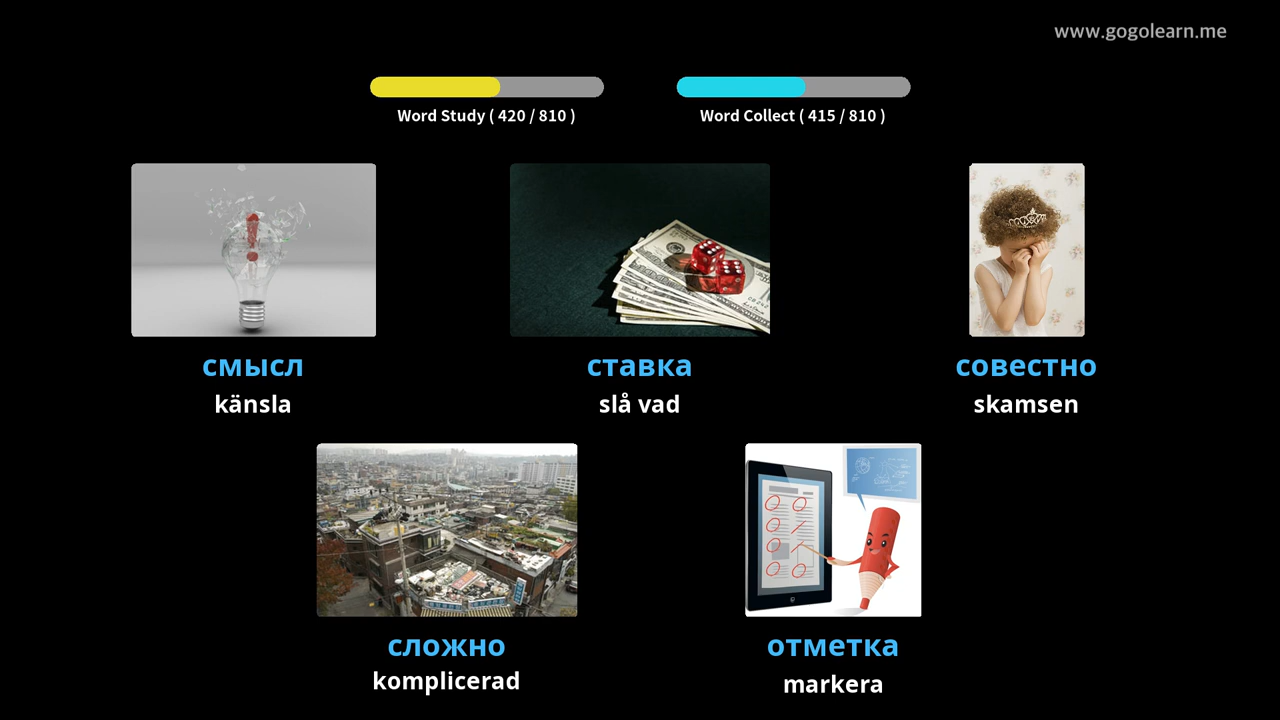 www.gogolearn.me
Word Study ( 420 / 810 )
Word Collect ( 415 / 810 )
смысл
känsla
ставка
slå vad
совестно
skamsen
сложно
komplicerad
отметка
markera